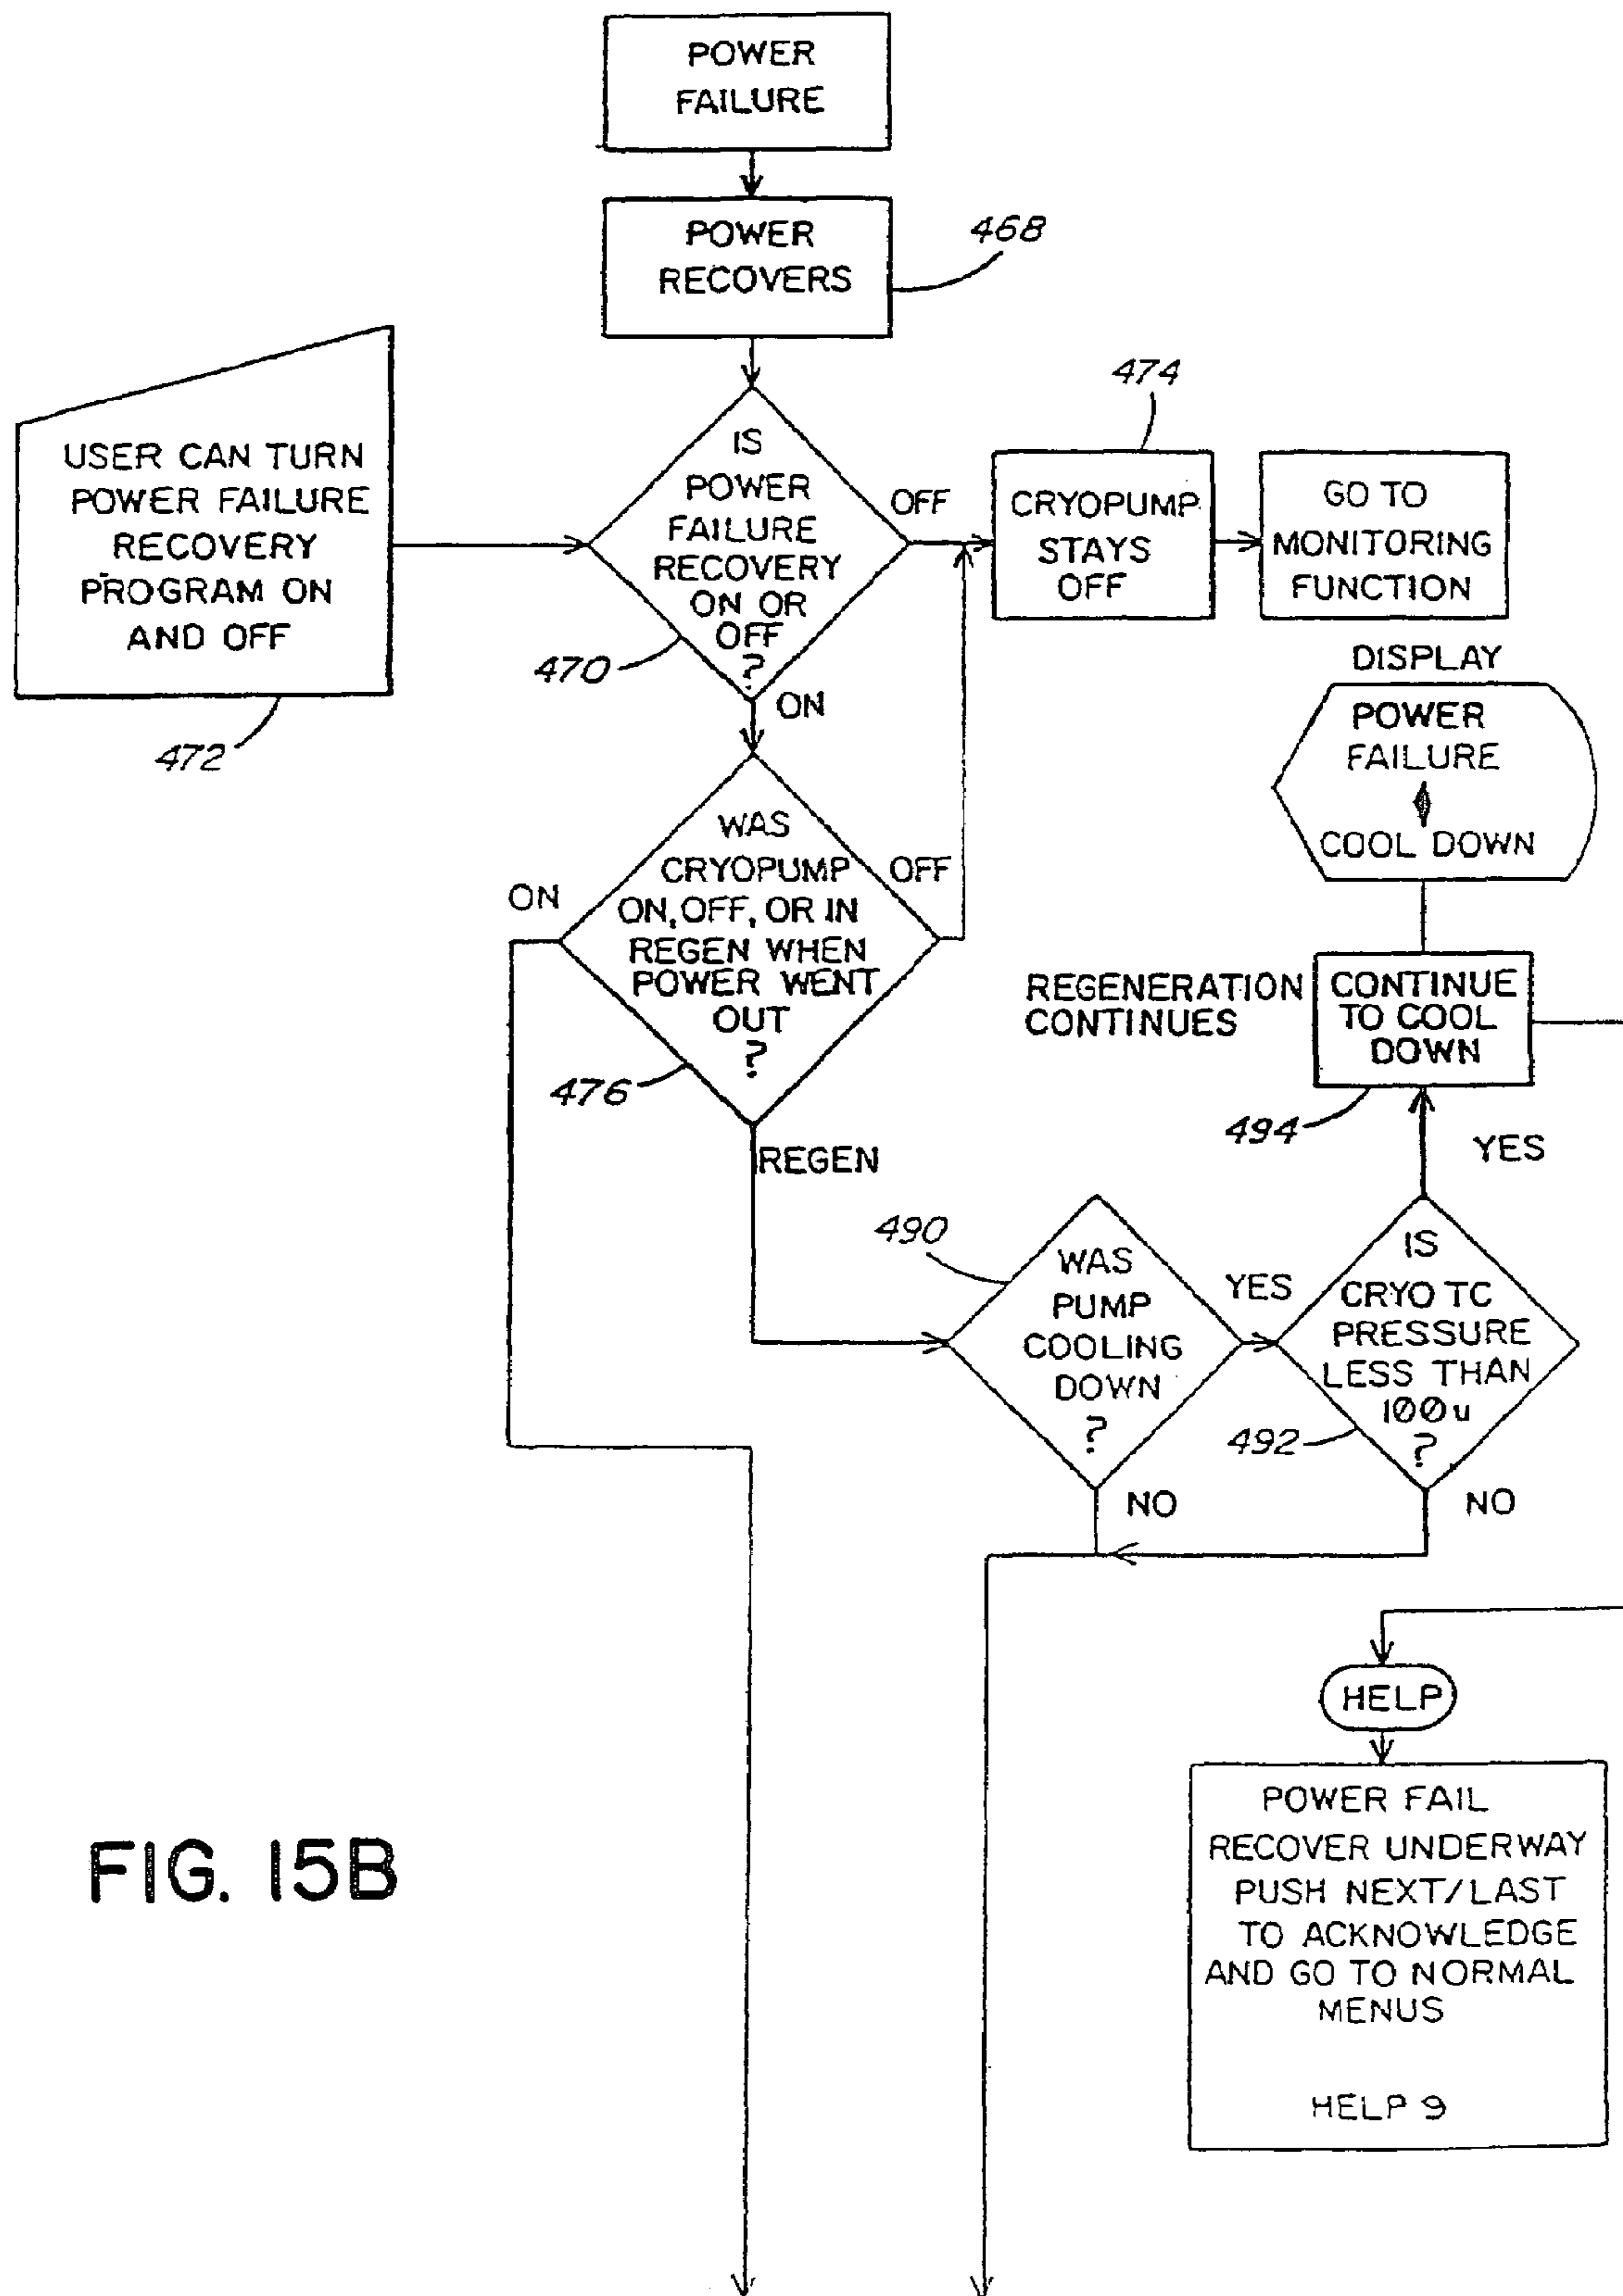 POWER
FAILURE
POWER
RECOVERS
468
USER CAN TURN
POWER FAILURE
RECOVERY
PROGRAM ON
AND OFF
472
IS
POWER
FAILURE
RECOVERY
ON OR
OFF
?
470
OFF
ON
474
CRYOPUMP
STAYS
OFF
GO TO
MONITORING
FUNCTION
DISPLAY
POWER
FAILURE
COOL DOWN
WAS
CRYOPUMP
ON, OFF, OR IN
REGEN WHEN
POWER WENT
OUT
?
476
ON
OFF
REGEN
REGENERATION
CONTINUES
CONTINUE
TO COOL
DOWN
494
YES
490
WAS
PUMP
COOLING
DOWN
?
YES
NO
IS
CRYO TC
PRESSURE
LESS THAN
100u
?
492
NO
HELP
POWER FAIL
RECOVER UNDERWAY
PUSH NEXT/LAST
TO ACKNOWLEDGE
AND GO TO NORMAL
MENUS
HELP 9
FIG. 15B